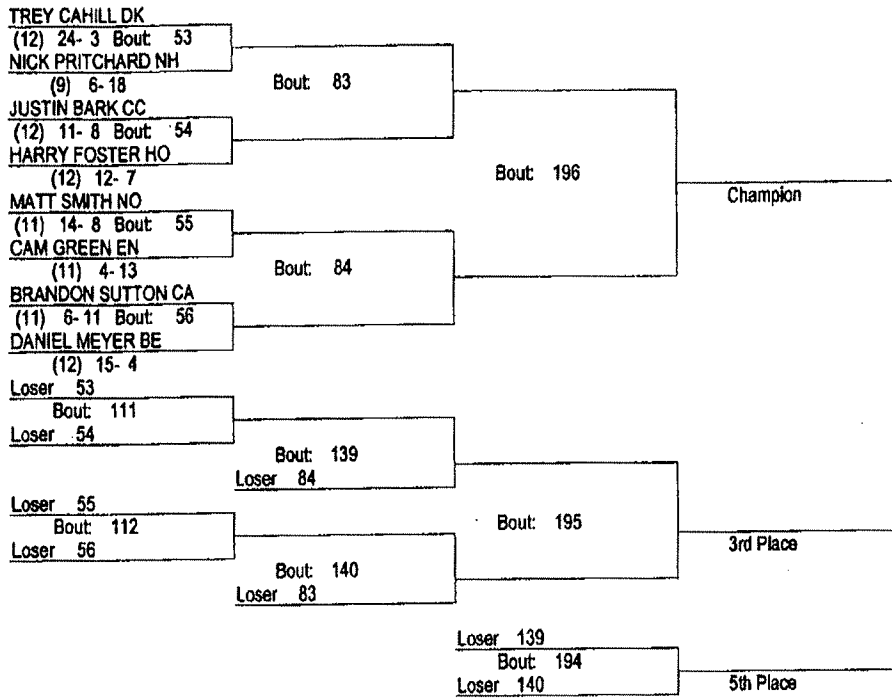 TREY CAHILL DK
(12) 24- 3 Bout: 53
NICK PRITCHARD NH
(9) 6-18
Bout: 83
JUSTIN BARK CC
(12) 11- 8 Bout: 54
HARRY FOSTER HO
(12) 12- 7
Bout: 196
Champion
MATT SMITH NO
(11) 14- 8 Bout: 55
CAM GREEN EN
(11) 4-13
Bout: 84
BRANDON SUTTON CA
(11) 6-11 Bout: 56
DANIEL MEYER BE
(12) 15- 4
Loser 53
Bout: 111
Loser 54
Bout: 139
Loser 84
Loser 55
Bout: 112
Loser 56
Bout: 195
3rd Place
Bout: 140
Loser 83
Loser 139
Bout: 194
Loser 140
5th Place